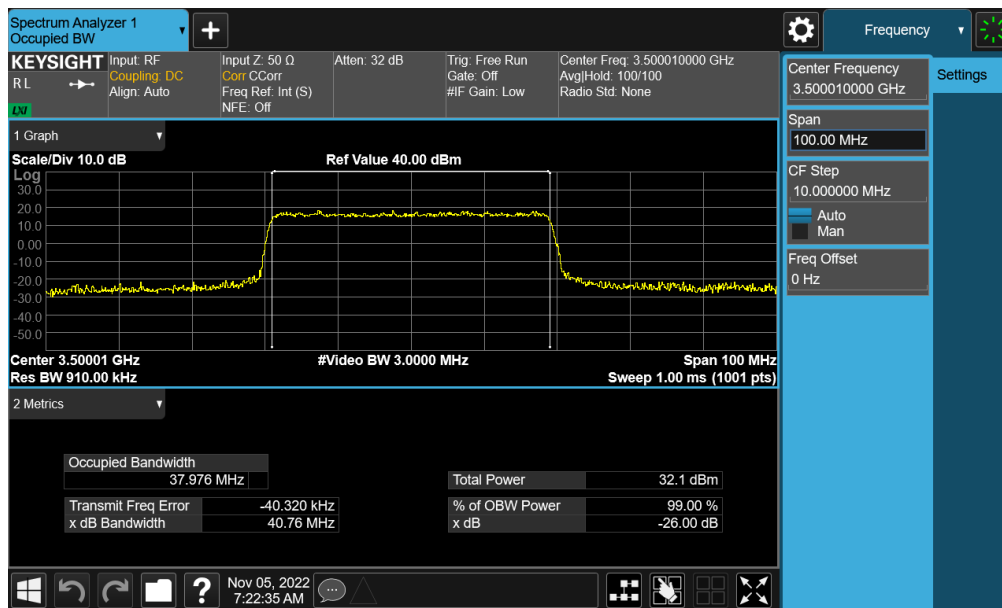 Spectrum Analyzer 1
Occupied BW
+
Frequency
KEYSIGHT
R L
LXI
Input: RF
Coupling: DC
Align: Auto
Input Z: 50 Ω
Corr CCorr
Freq Ref: Int (S)
NFE: Off
Atten: 32 dB
Trig: Free Run
Gate: Off
#IF Gain: Low
Center Freq: 3.500010000 GHz
Avg|Hold: 100/100
Radio Std: None
Center Frequency
3.500010000 GHz
Settings
Span
100.00 MHz
CF Step
10.000000 MHz
Auto
Man
Freq Offset
0 Hz
1 Graph
Scale/Div 10.0 dB
Ref Value 40.00 dBm
Log
30.0
20.0
10.0
0.00
-10.0
-20.0
-30.0
-40.0
-50.0
Center 3.50001 GHz
#Video BW 3.0000 MHz
Span 100 MHz
Res BW 910.00 kHz
Sweep 1.00 ms (1001 pts)
2 Metrics
Occupied Bandwidth
37.976 MHz
Total Power 32.1 dBm
Transmit Freq Error -40.320 kHz
% of OBW Power 99.00 %
x dB Bandwidth 40.76 MHz
x dB -26.00 dB
?
Nov 05, 2022
7:22:35 AM